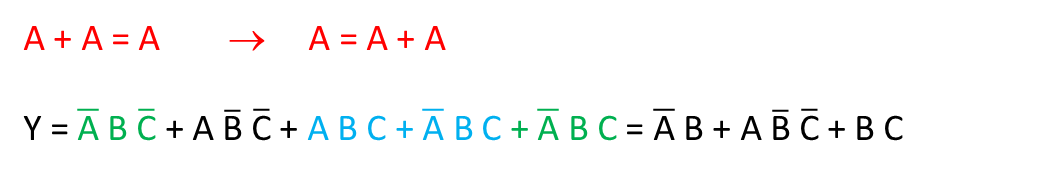 A + A = A → A = A + A
Y = A̅ B C̅ + A B̅ C̅ + A B C + A̅ B C + A̅ B C = A̅ B + A B̅ C̅ + B C